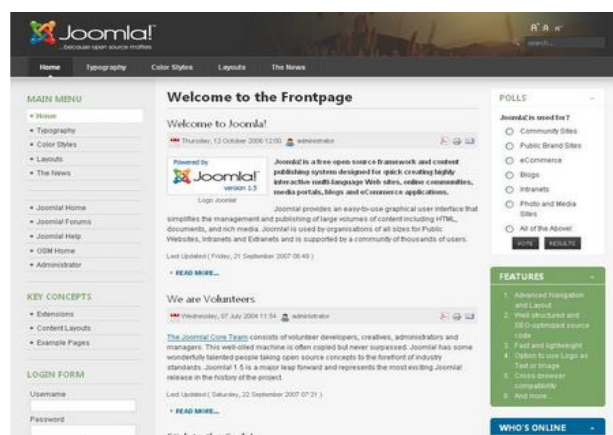 Joomla!
...because open source matters
A A A
search...
Home Typography Color Styles Layouts The News
MAIN MENU
Home
Typography
Color Styles
Layouts
The News
Joomla! Home
Joomla! Forums
Joomla! Help
OSM Home
Administrator
KEY CONCEPTS
Extensions
Content Layouts
Example Pages
LOGIN FORM
Username
Password
Welcome to the Frontpage
Welcome to Joomla!
Thursday, 12 October 2006 12:00 administrator
Powered by
Joomla!
version 1.5
Logo Joomla!
Joomla! is a free open source framework and content
publishing system designed for quick creating highly
interactive multi-language Web sites, online communities,
media portals, blogs and eCommerce applications.
Joomla! provides an easy-to-use graphical user interface that
simplifies the management and publishing of large volumes of content including HTML,
documents, and rich media. Joomla! is used by organisations of all sizes for Public
Websites, Intranets and Extranets and is supported by a community of thousands of users.
Last Updated ( Friday, 21 September 2007 06:49 )
READ MORE...
We are Volunteers
Wednesday, 07 July 2004 11:54 administrator
The Joomla! Core Team consists of volunteer developers, creatives, administrators and
managers. This well-oiled machine is often copied but never surpassed. Joomla! has some
wonderfully talented people taking open source concepts to the forefront of industry
standards. Joomla! 1.5 is a major leap forward and represents the most exciting Joomla!
release in the history of the project.
Last Updated ( Saturday, 22 September 2007 07:21 )
READ MORE...
POLLS
Joomla! is used for?
Community Sites
Public Brand Sites
eCommerce
Blogs
Intranets
Photo and Media
Sites
All of the Above!
VOTE RESULTS
FEATURES
1. Advanced Navigation
and Layout
2. Well structured and
SEO-optimized source
code
3. Fast and lightweight
4. Option to use Logo as
Text or Image
5. Cross-browser
compatibility
6. And more...
WHO'S ONLINE